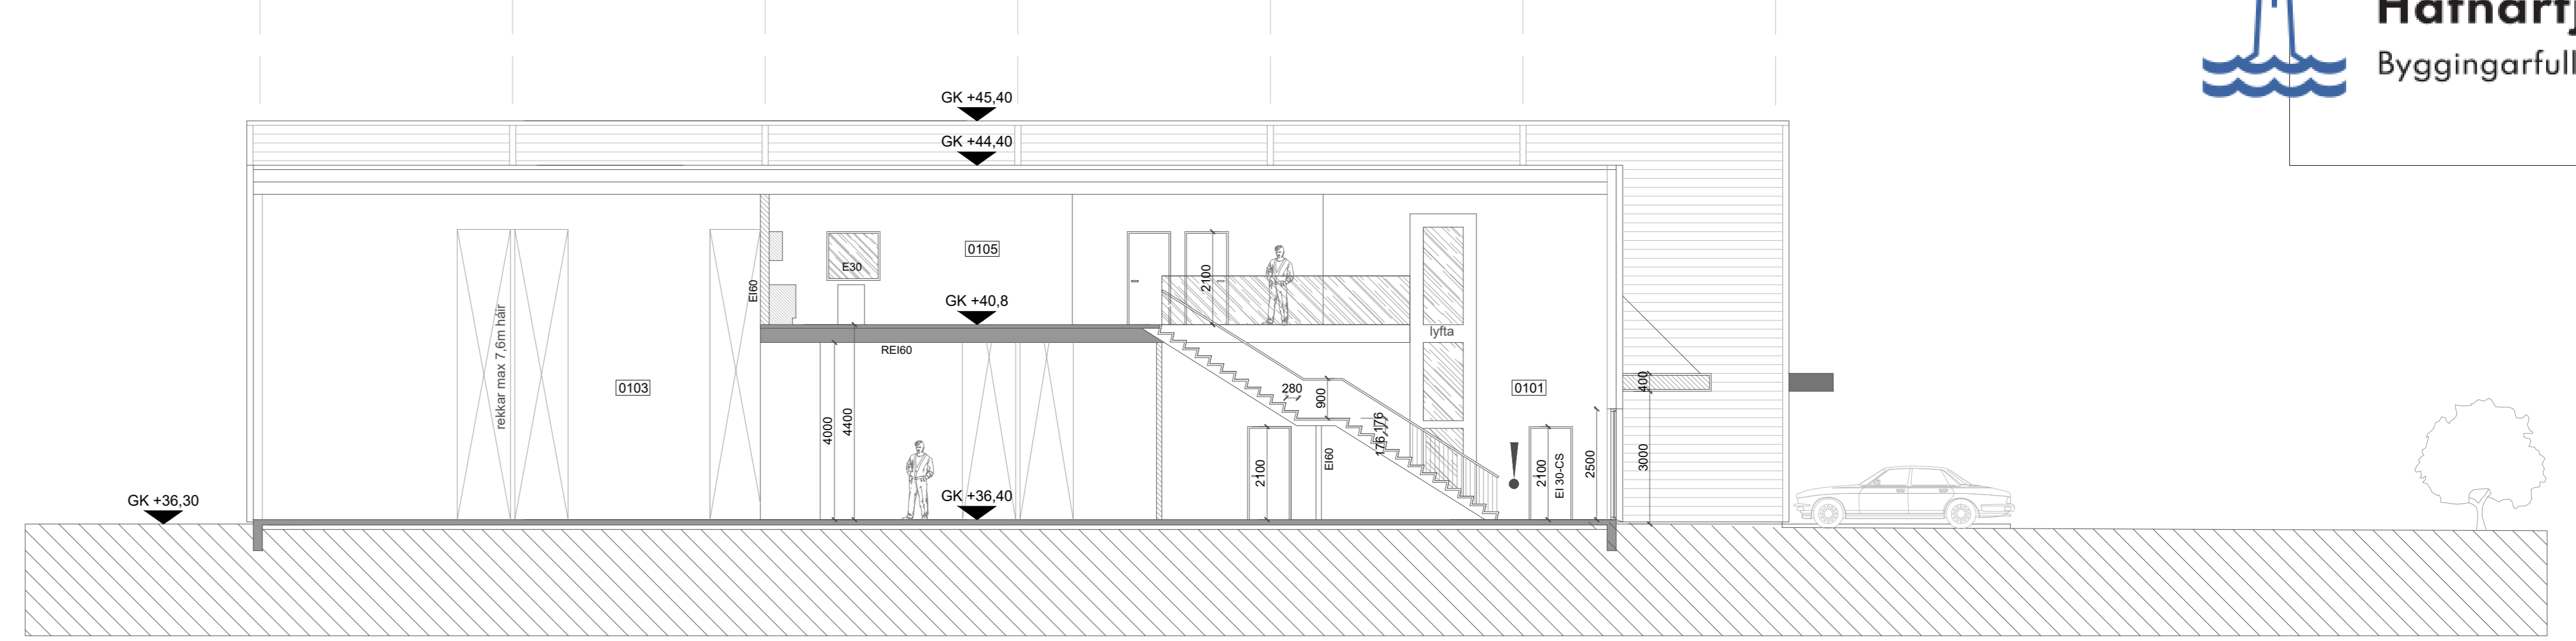 Byggingarfull
GK +45,40
GK +44,40
0105
E30
EI60
2100
GK +40,8
lyfta
REI60
rekkar max 7,6m háir
0103
280
900
0101
400
4000
4400
176 176
176
2100
EI60
2100
EI 30-CS
2500
3000
GK +36,30
GK +36,40